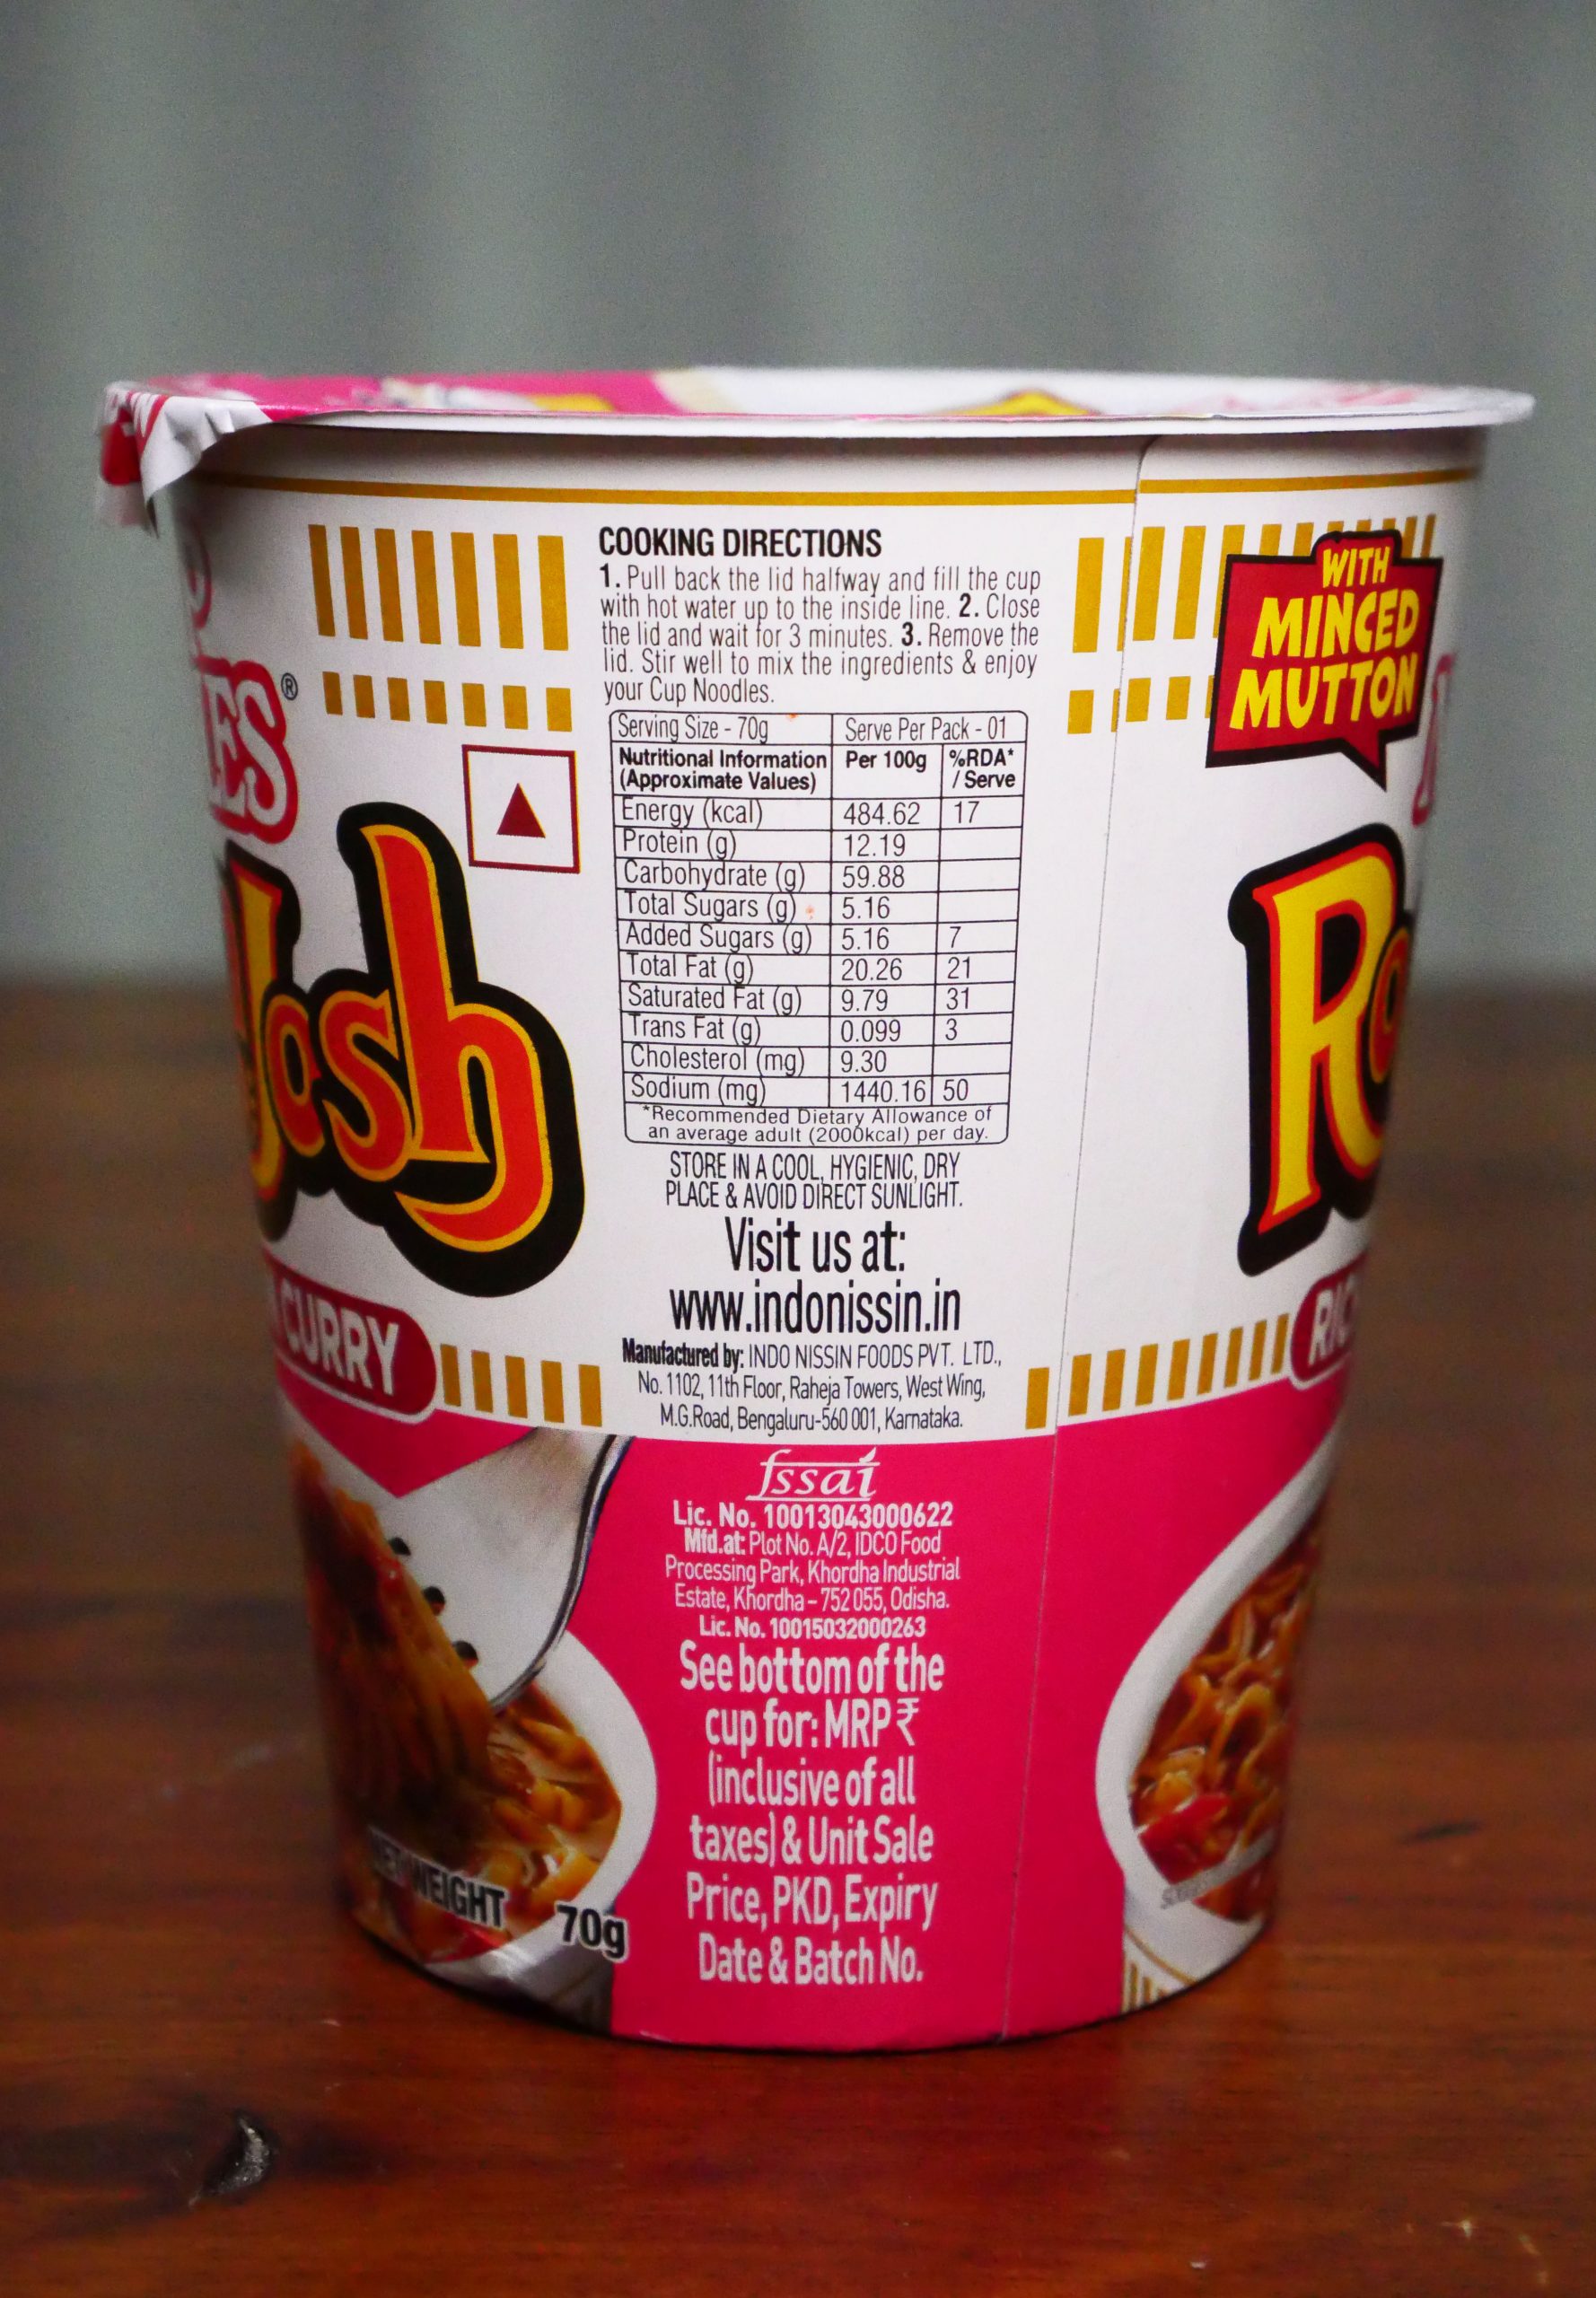 COOKING DIRECTIONS
1. Pull back the lid halfway and fill the cup
with hot water up to the inside line. 2. Close
the lid and wait for 3 minutes. 3. Remove the
lid. Stir well to mix the ingredients & enjoy
your Cup Noodles.
Serving Size - 70g Serve Per Pack - 01
Nutritional Information Per 100g %RDA*
(Approximate Values) / Serve
Energy (kcal) 484.62 17
Protein (g) 12.19
Carbohydrate (g) 59.88
Total Sugars (g) 5.16
Added Sugars (g) 5.16 7
Total Fat (g) 20.26 21
Saturated Fat (g) 9.79 31
Trans Fat (g) 0.099 3
Cholesterol (mg) 9.30
Sodium (mg) 1440.16 50
*Recommended Dietary Allowance of
an average adult (2000kcal) per day.
STORE IN A COOL, HYGIENIC, DRY
PLACE & AVOID DIRECT SUNLIGHT.
Visit us at:
www.indonissin.in
Manufactured by: INDO NISSIN FOODS PVT. LTD.,
No. 1102, 11th Floor, Raheja Towers, West Wing,
M.G.Road, Bengaluru-560 001, Karnataka.
fssai
Lic. No. 10013043000622
Mfd.at: Plot No. A/2, IDCO Food
Processing Park, Khordha Industrial
Estate, Khordha – 752 055, Odisha.
Lic. No. 10015032000263
See bottom of the
cup for: MRP ₹
(inclusive of all
taxes) & Unit Sale
Price, PKD, Expiry
Date & Batch No.
LES®
Josh
CURRY
WEIGHT 70g
WITH
MINCED
MUTTON
Ro
RIC